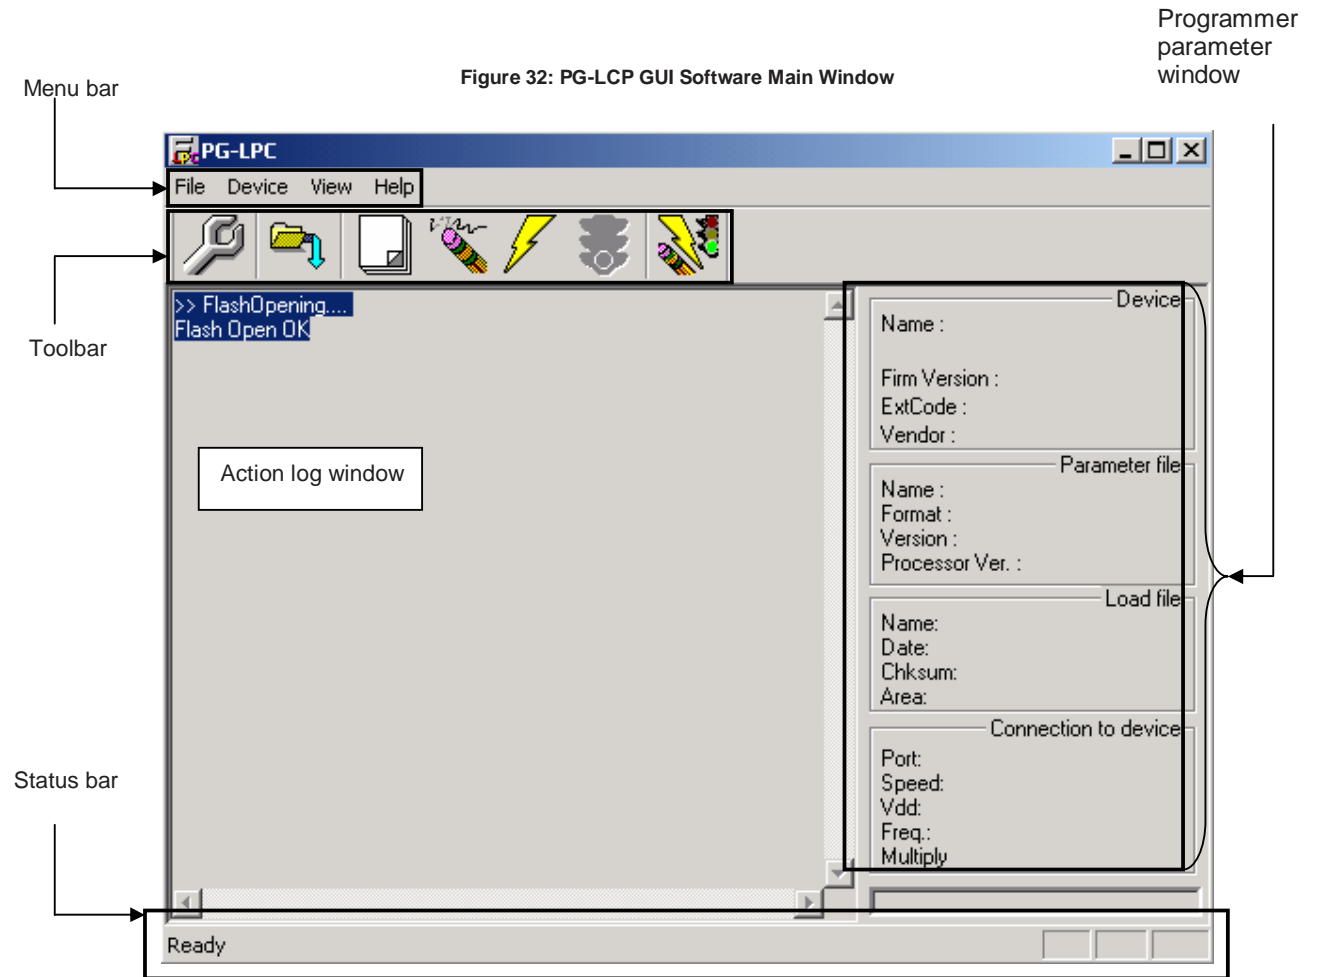 Programmer
parameter
window
Figure 32: PG-LCP GUI Software Main Window
Menu bar
PG-LPC
File Device View Help
Toolbar
>> FlashOpening....
Flash Open OK
Action log window
Device
Name :
Firm Version :
ExtCode :
Vendor :
Parameter file
Name :
Format :
Version :
Processor Ver. :
Load file
Name:
Date:
Chksum:
Area:
Connection to device
Port:
Speed:
Vdd:
Freq.:
Multiply
Status bar
Ready